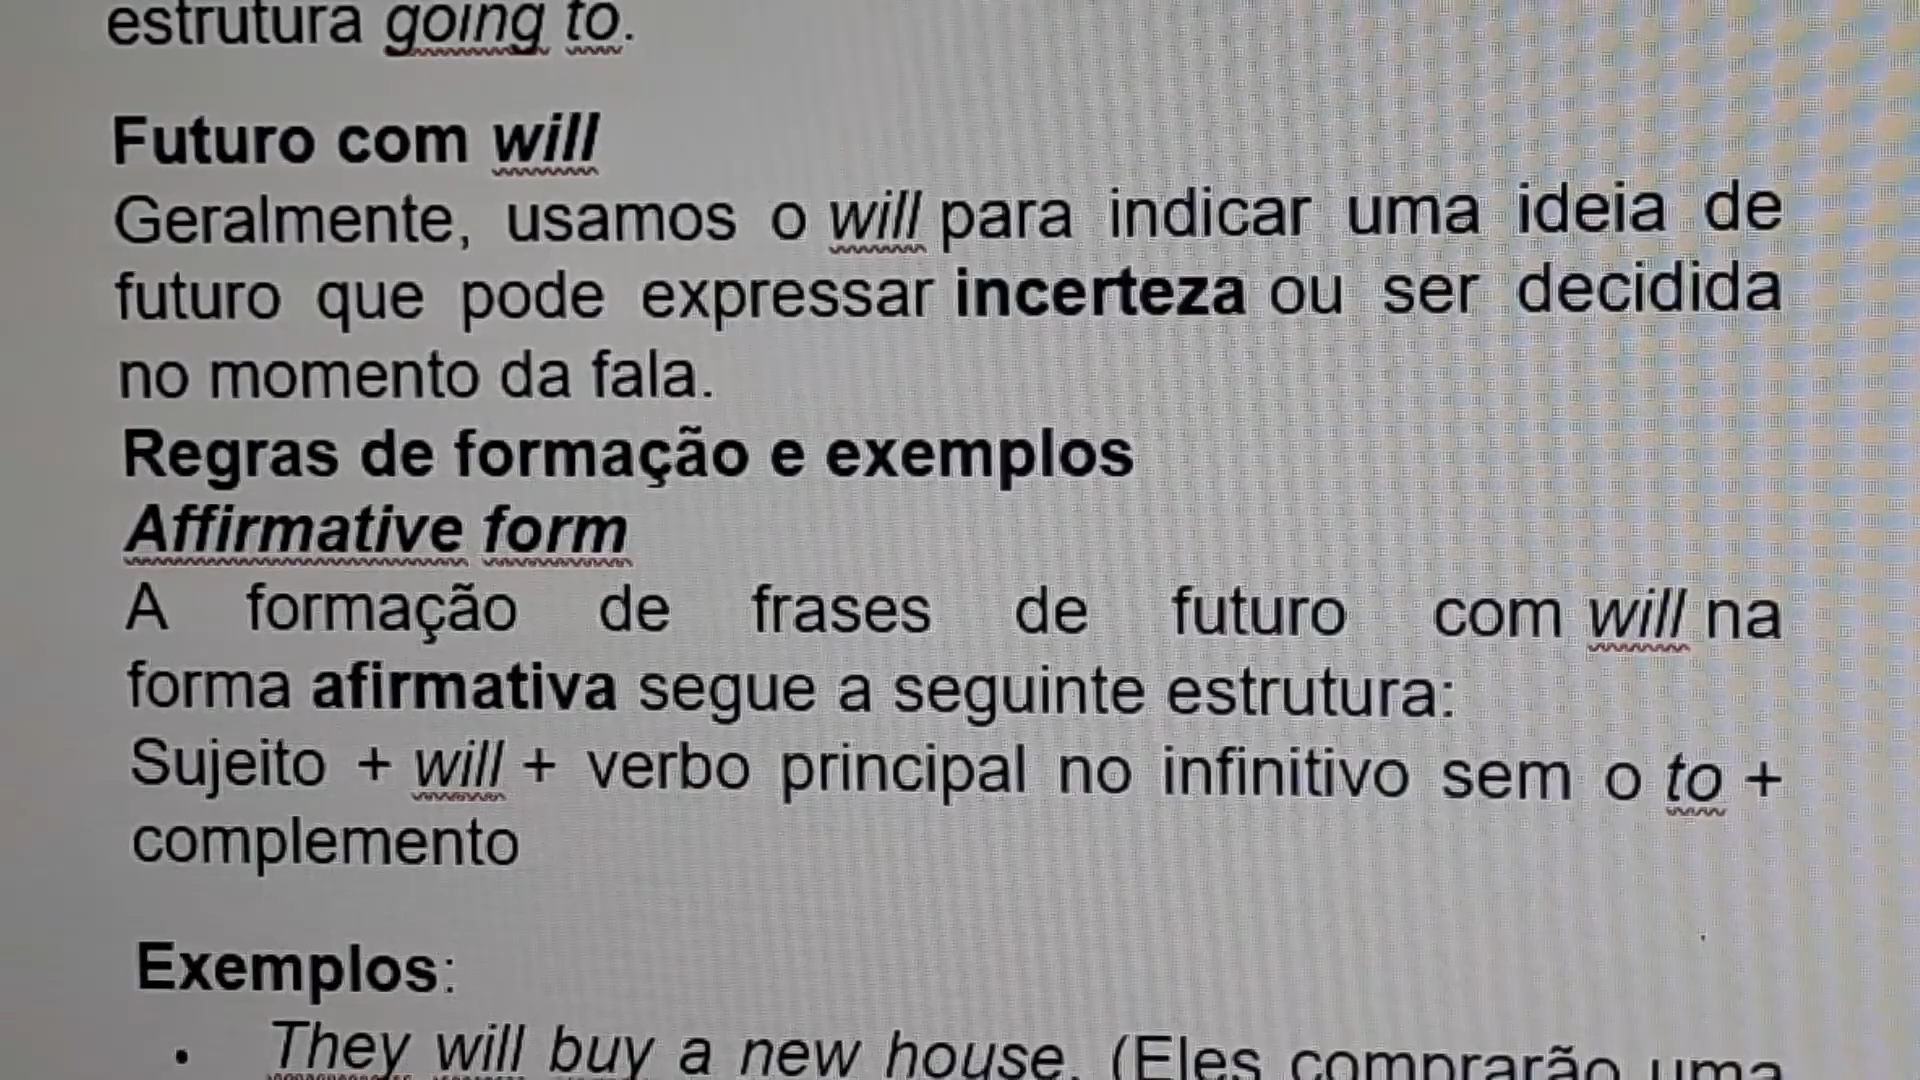 estrutura going to.
Futuro com will
Geralmente, usamos o will para indicar uma ideia de
futuro que pode expressar incerteza ou ser decidida
no momento da fala.
Regras de formação e exemplos
Affirmative form
A formação de frases de futuro com will na
forma afirmativa segue a seguinte estrutura:
Sujeito + will + verbo principal no infinitivo sem o to +
complemento
Exemplos:
• They will buy a new house. (Eles comprarão uma